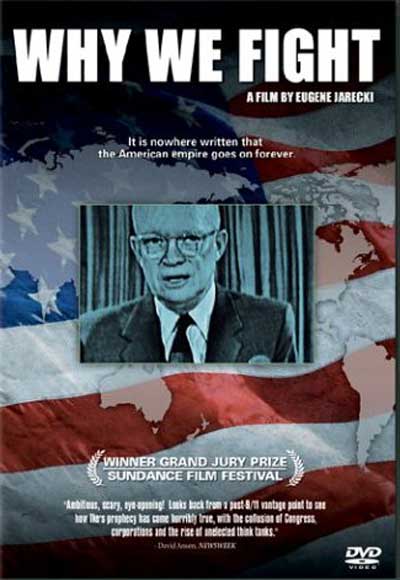 WHY WE FIGHT
A FILM BY EUGENE JARECKI
It is nowhere written that
the American empire goes on forever.
WINNER GRAND JURY PRIZE
SUNDANCE FILM FESTIVAL
"Ambitious, scary, eye-opening! Looks back from a post-9/11 vantage point to see
how Ike's prophecy has come horribly true, with the collusion of Congress,
corporations and the rise of unelected think tanks."
- David Ansen, NEWSWEEK
DVD
VIDEO